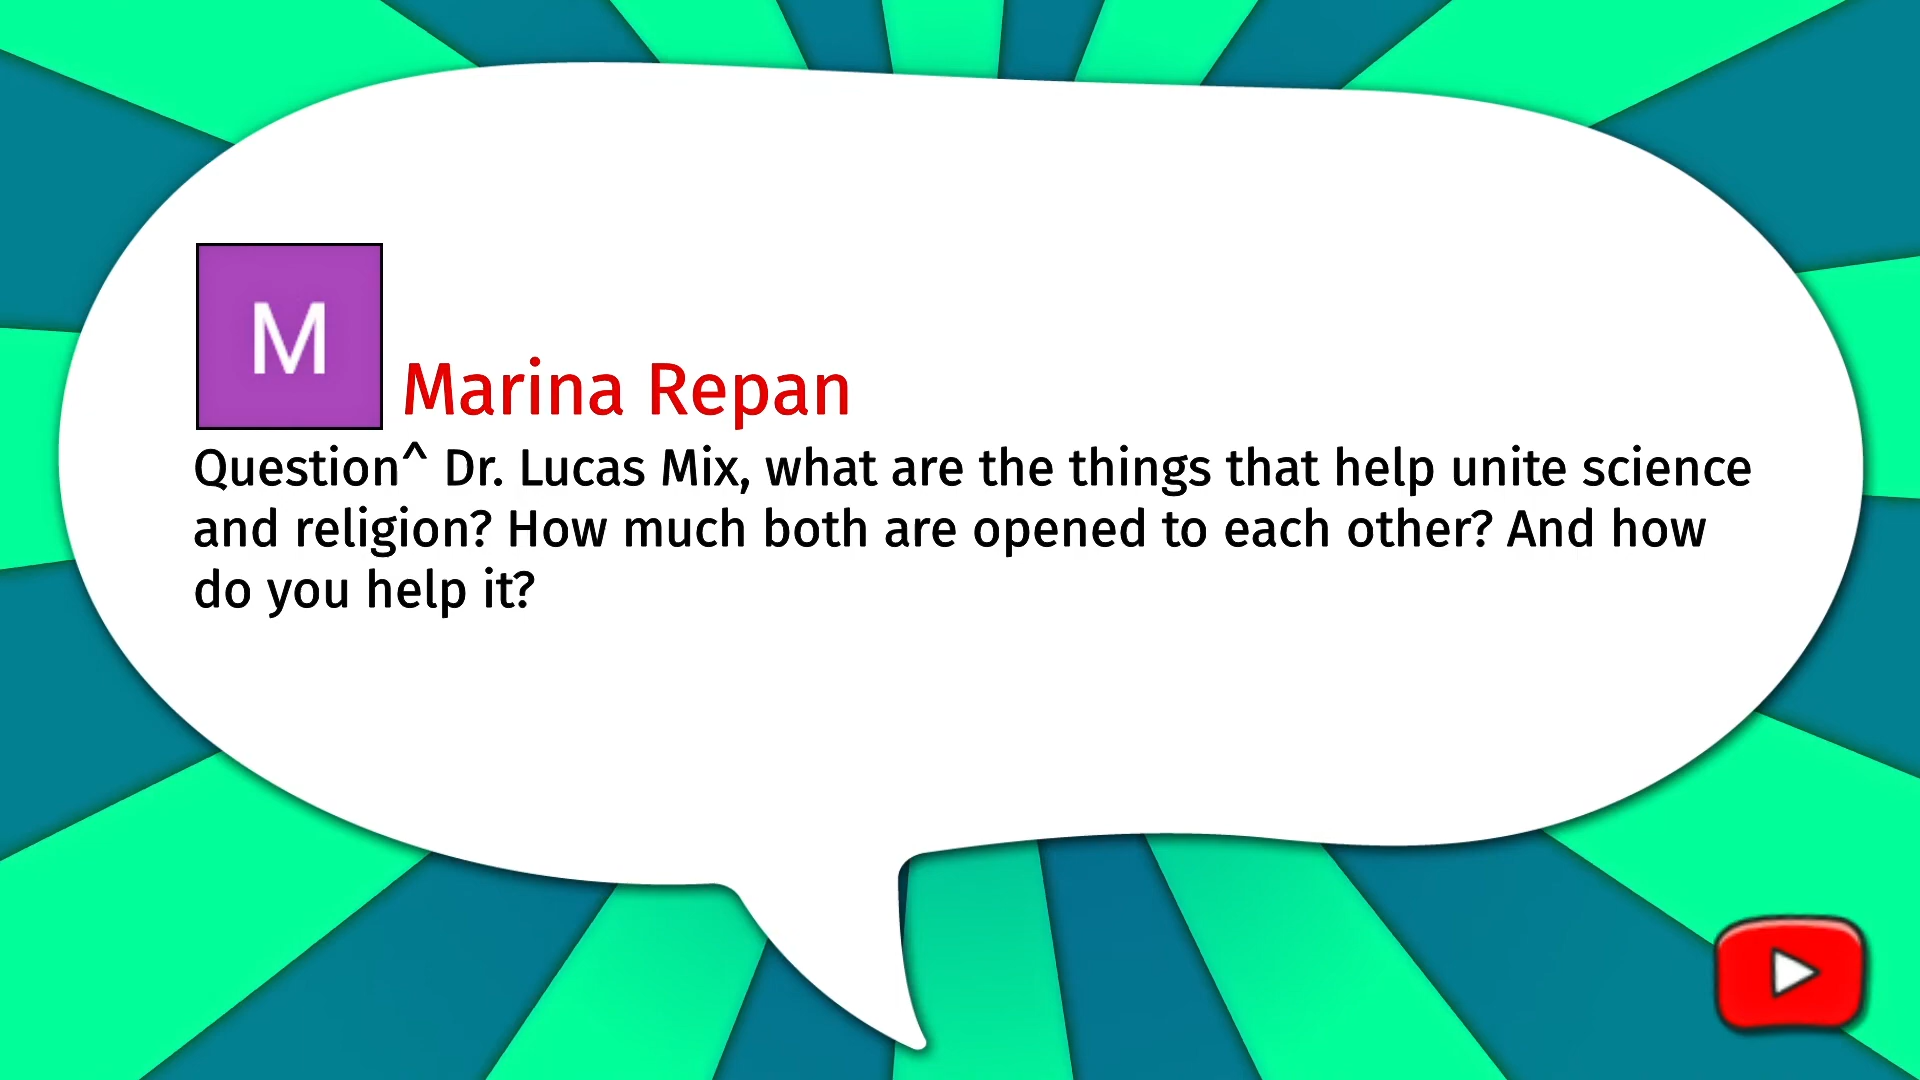 M
Marina Repan
Question^ Dr. Lucas Mix, what are the things that help unite science
and religion? How much both are opened to each other? And how
do you help it?